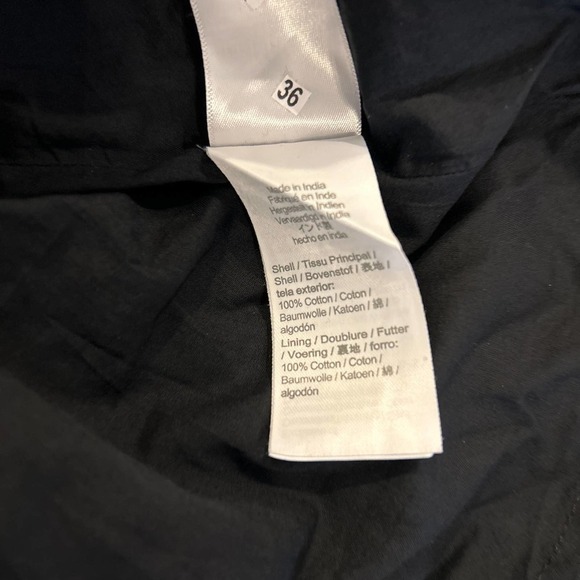 36
Made in India
Fabriqué en Inde
Hergestellt in Indien
Vervaardigd in India
インド製
hecho en india
Shell / Tissu Principal /
Shell / Bovenstof / 表地 /
tela exterior:
100% Cotton / Coton /
Baumwolle / Katoen / 綿 /
algodón
Lining / Doublure / Futter
/ Voering / 裏地 / forro:
100% Cotton / Coton /
Baumwolle / Katoen / 綿 /
algodón